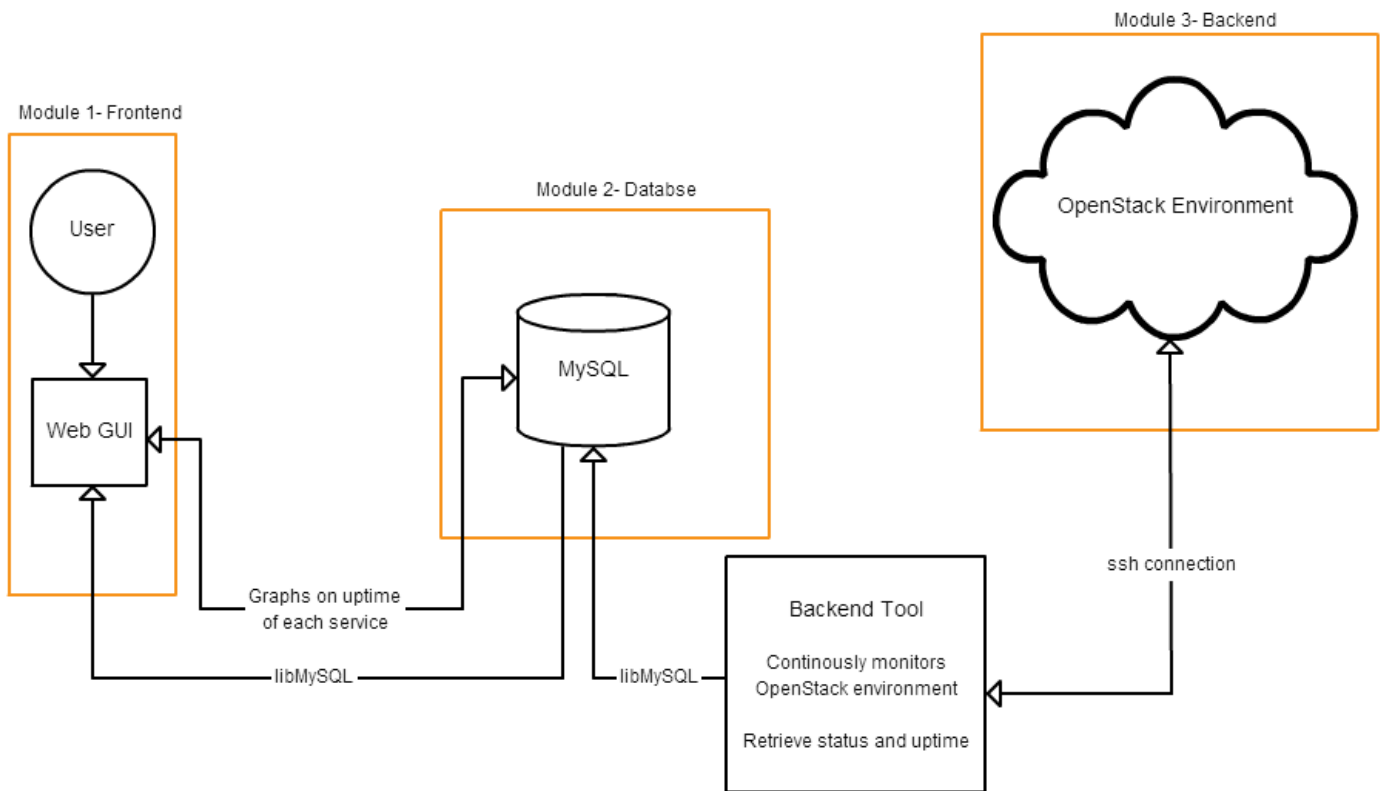 Module 3- Backend
Module 1- Frontend
OpenStack Environment
Module 2- Databse
User
MySQL
Web GUI
ssh connection
Graphs on uptime
of each service
Backend Tool
libMySQL
libMySQL
Continously monitors
OpenStack environment
Retrieve status and uptime